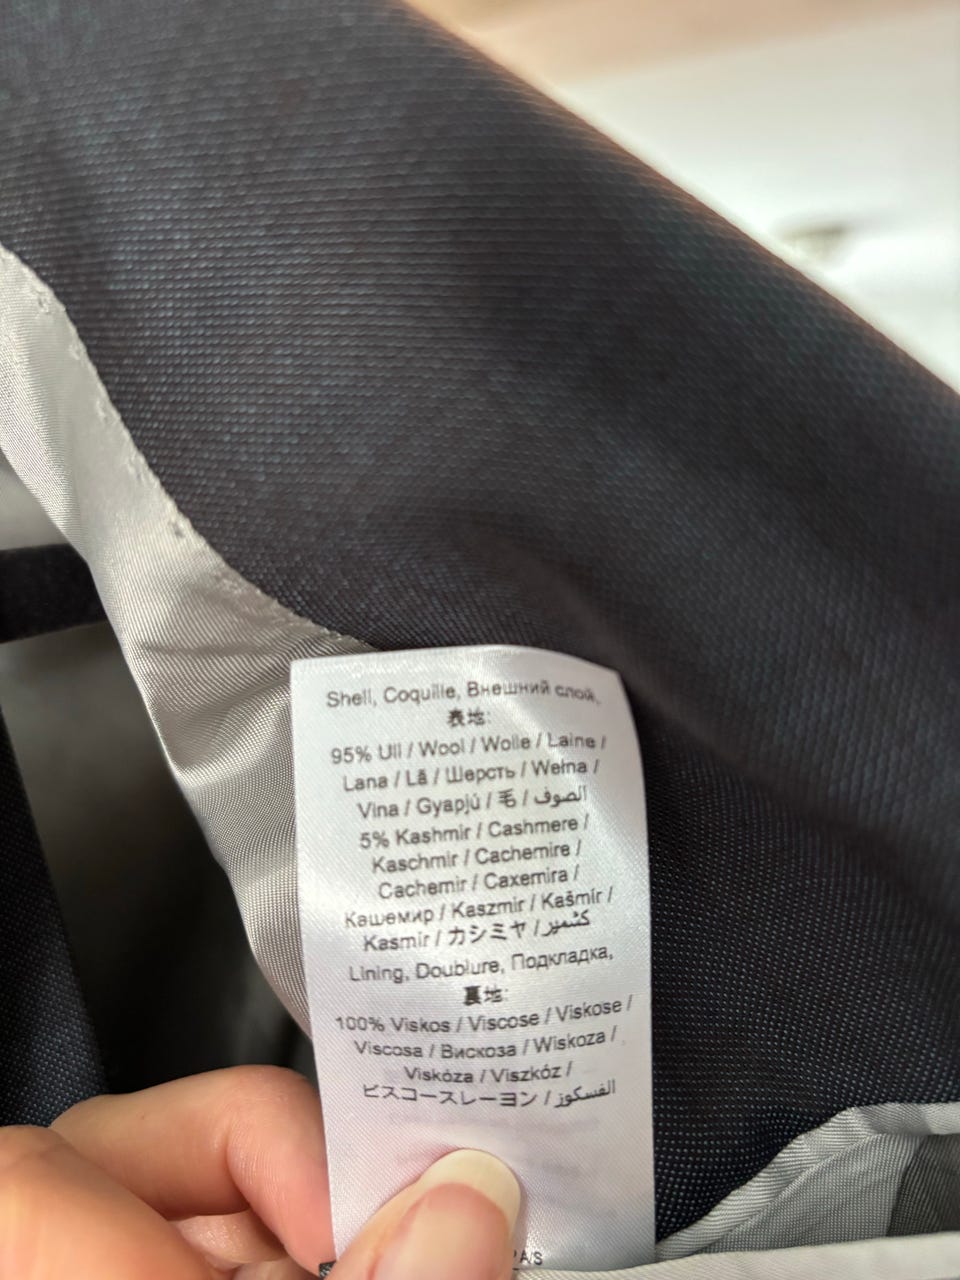 Shell, Coquille, Внешний слой,
表地:
95% Ull / Wool / Wolle / Laine /
Lana / Lã / Шерсть / Wełna /
Vlna / Gyapjú / 毛 / الصوف
5% Kashmir / Cashmere /
Kaschmir / Cachemire /
Cachemir / Caxemira /
Кашемир / Kaszmir / Kašmír /
Kasmír / カシミヤ / كشمير
Lining, Doublure, Подкладка,
裏地:
100% Viskos / Viscose / Viskose /
Viscosa / Вискоза / Wiskoza /
Viskóza / Viszkóz /
ビスコースレーヨン / الفسكوز
A/S